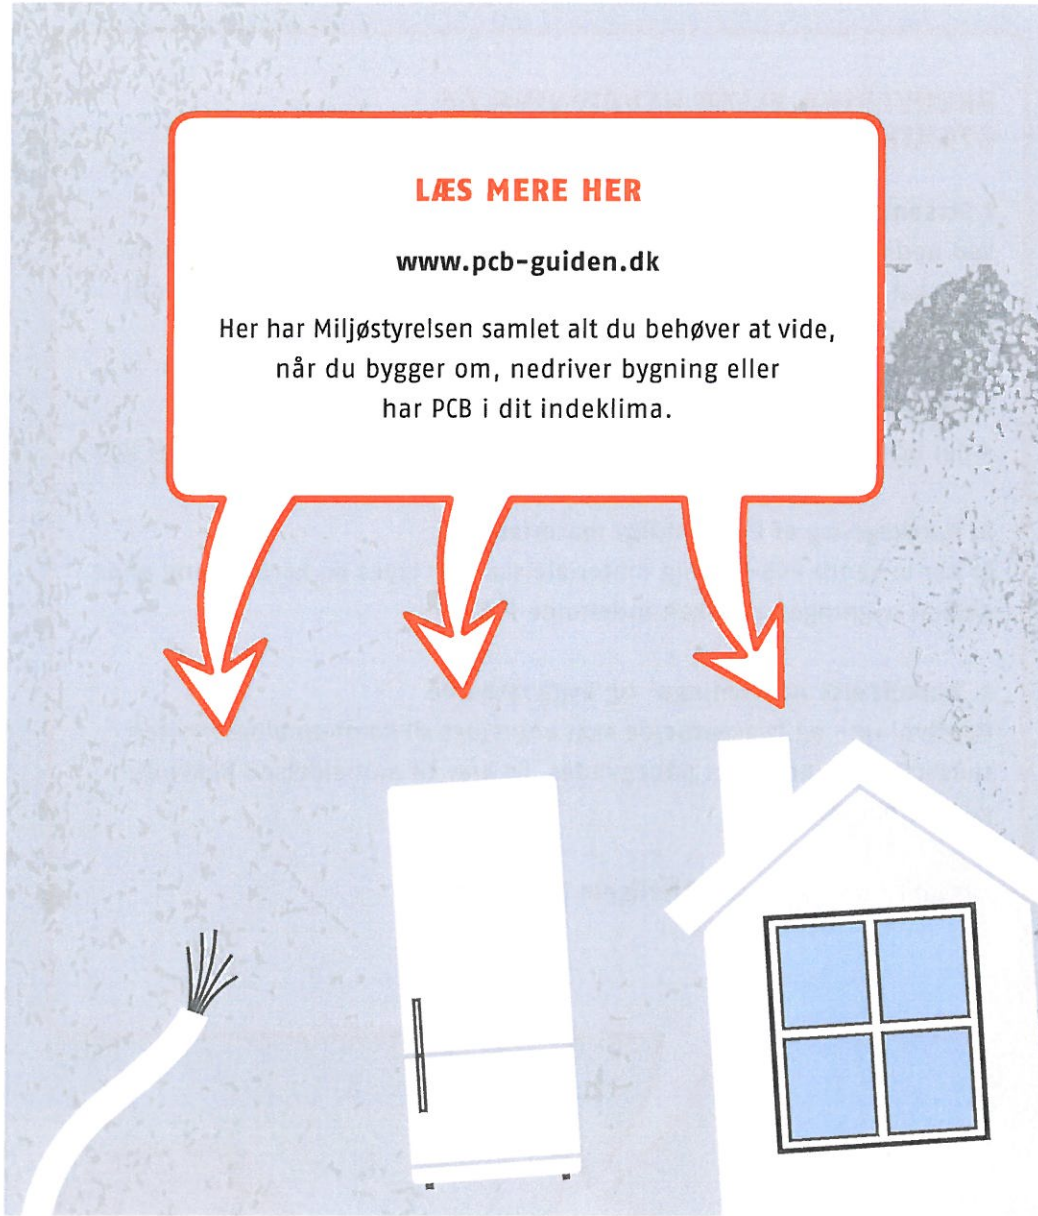 LÆS MERE HER
www.pcb-guiden.dk
Her har Miljøstyrelsen samlet alt du behøver at vide,
når du bygger om, nedriver bygning eller
har PCB i dit indeklima.